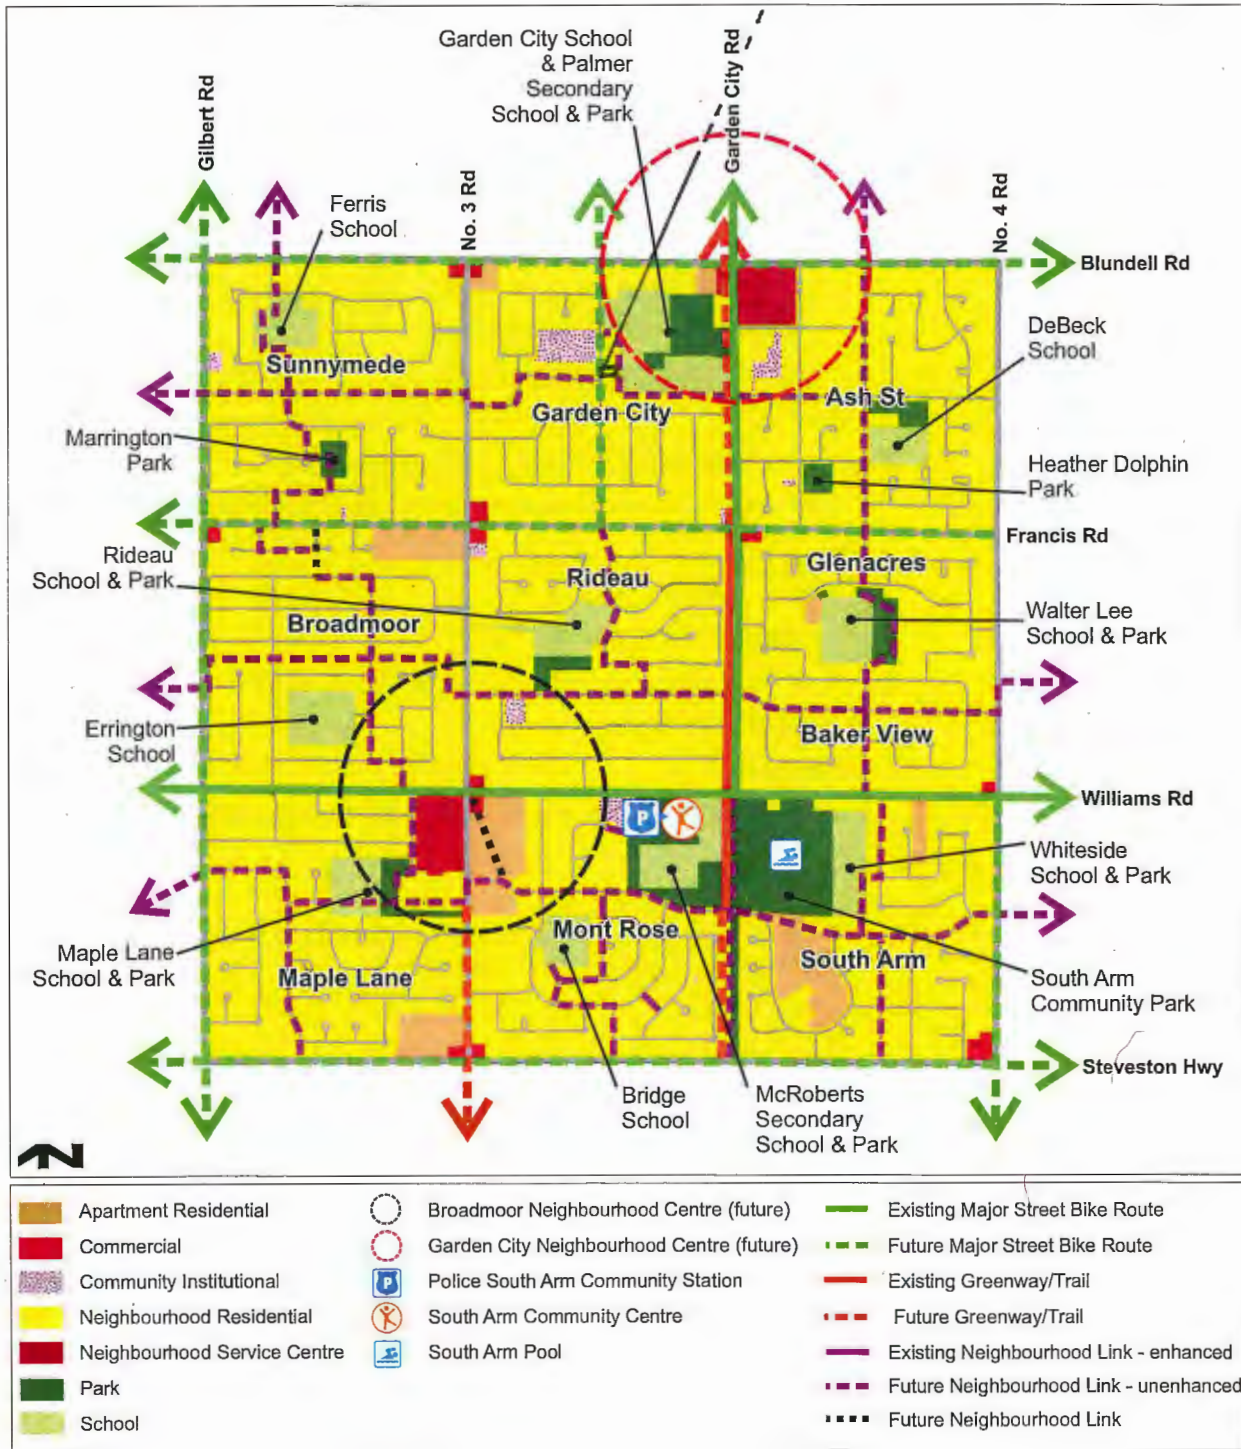 Garden City School
& Palmer
Secondary
School & Park
Garden City Rd
Gilbert Rd
No. 3 Rd
No. 4 Rd
Ferris
School
Blundell Rd
DeBeck
School
Sunnymede
Garden City
Ash St
Marrington
Park
Heather Dolphin
Park
Francis Rd
Rideau
School & Park
Rideau
Glenacres
Broadmoor
Walter Lee
School & Park
Errington
School
Baker View
Williams Rd
P
Whiteside
School & Park
Maple Lane
School & Park
Mont Rose
Maple Lane
South Arm
South Arm
Community Park
Steveston Hwy
Bridge
School
McRoberts
Secondary
School & Park
N
Apartment Residential
Commercial
Community Institutional
Neighbourhood Residential
Neighbourhood Service Centre
Park
School
Broadmoor Neighbourhood Centre (future)
Garden City Neighbourhood Centre (future)
P
Police South Arm Community Station
South Arm Community Centre
South Arm Pool
Existing Major Street Bike Route
Future Major Street Bike Route
Existing Greenway/Trail
Future Greenway/Trail
Existing Neighbourhood Link - enhanced
Future Neighbourhood Link - unenhanced
Future Neighbourhood Link